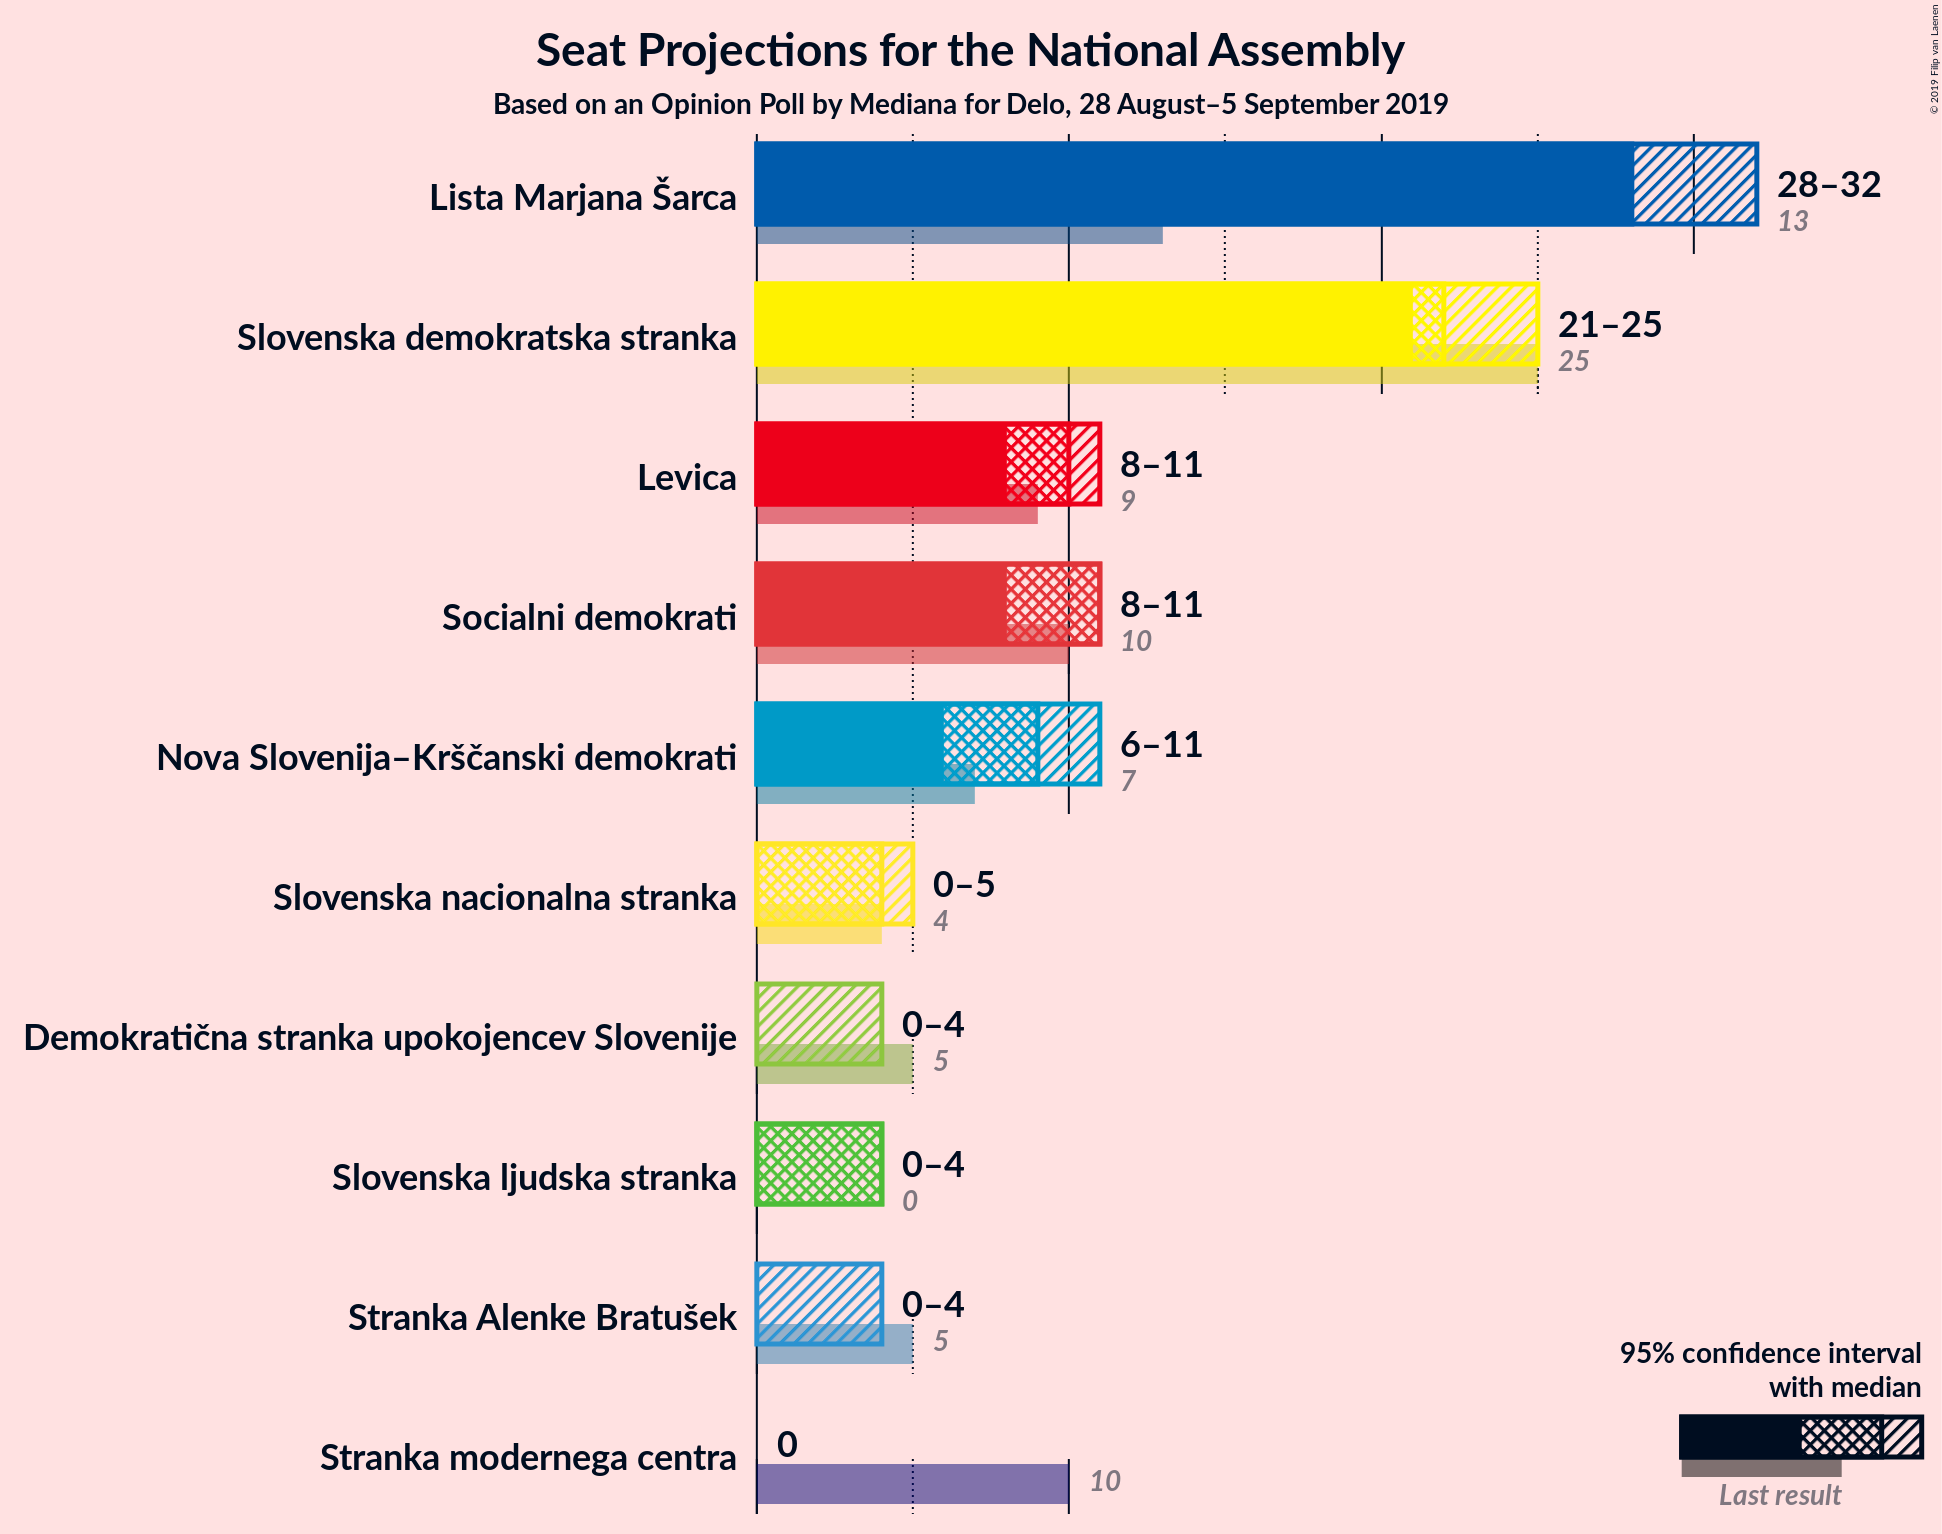 Seat Projections for the National Assembly
Based on an Opinion Poll by Mediana for Delo, 28 August–5 September 2019
© 2019 Filip van Laenen
Lista Marjana Šarca
28–32
13
Slovenska demokratska stranka
21–25
25
Levica
8–11
9
Socialni demokrati
8–11
10
Nova Slovenija–Krščanski demokrati
6–11
7
Slovenska nacionalna stranka
0–5
4
Demokratična stranka upokojencev Slovenije
0–4
5
Slovenska ljudska stranka
0–4
0
Stranka Alenke Bratušek
0–4
5
Stranka modernega centra
0
10
95% confidence interval
with median
Last result